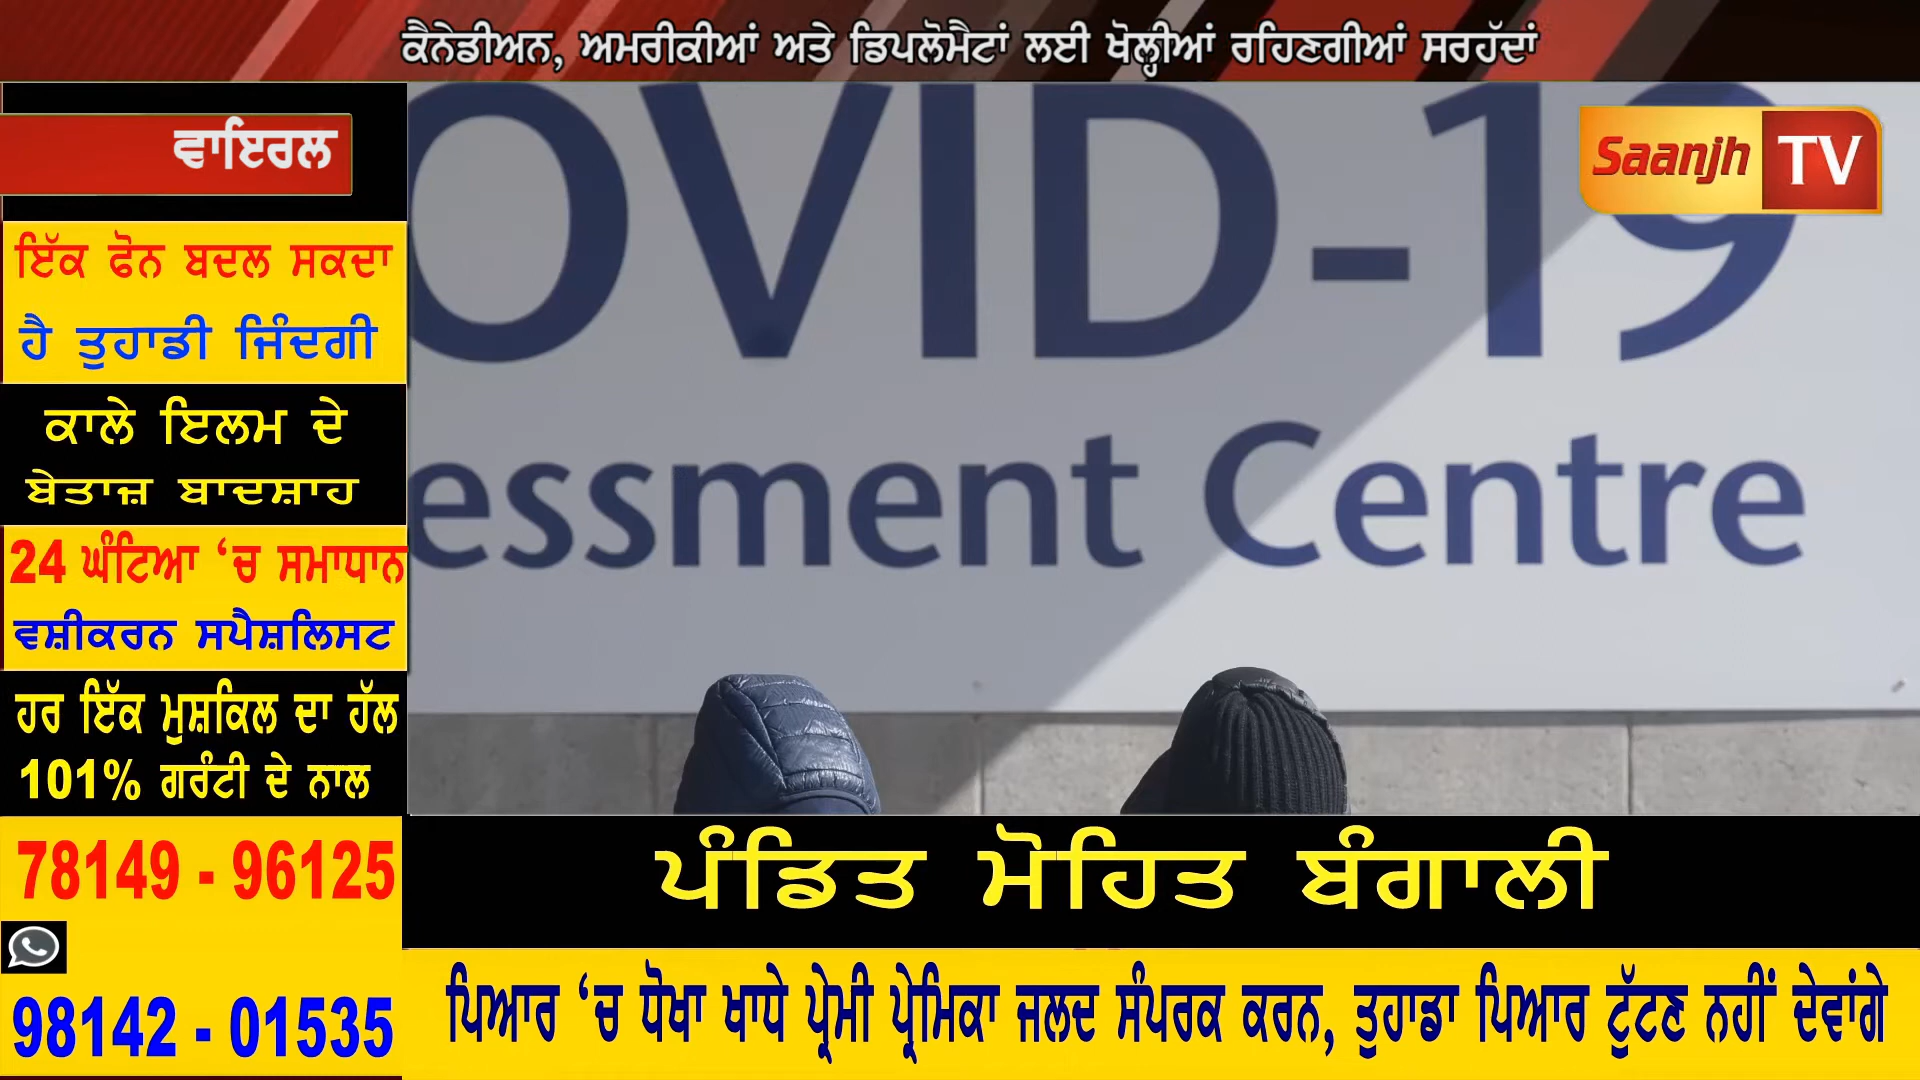 ਕੈਨੇਡੀਅਨ, ਅਮਰੀਕੀਆਂ ਅਤੇ ਡਿਪਲੋਮੈਟਾਂ ਲਈ ਖੋਲ੍ਹੀਆਂ ਰਹਿਣਗੀਆਂ ਸਰਹੱਦਾਂ
ਵਾਇਰਲ
OVID-19
essment Centre
Saanjh TV
ਇੱਕ ਫੋਨ ਬਦਲ ਸਕਦਾ
ਹੈ ਤੁਹਾਡੀ ਜਿੰਦਗੀ
ਕਾਲੇ ਇਲਮ ਦੇ
ਬੇਤਾਜ਼ ਬਾਦਸ਼ਾਹ
24 ਘੰਟਿਆ ‘ਚ ਸਮਾਧਾਨ
ਵਸ਼ੀਕਰਨ ਸਪੈਸ਼ਲਿਸਟ
ਹਰ ਇੱਕ ਮੁਸ਼ਕਿਲ ਦਾ ਹੱਲ
101% ਗਰੰਟੀ ਦੇ ਨਾਲ
78149 - 96125
98142 - 01535
ਪੰਡਿਤ ਮੋਹਿਤ ਬੰਗਾਲੀ
ਪਿਆਰ ‘ਚ ਧੋਖਾ ਖਾਧੇ ਪ੍ਰੇਮੀ ਪ੍ਰੇਮਿਕਾ ਜਲਦ ਸੰਪਰਕ ਕਰਨ, ਤੁਹਾਡਾ ਪਿਆਰ ਟੁੱਟਣ ਨਹੀਂ ਦੇਵਾਂਗੇ